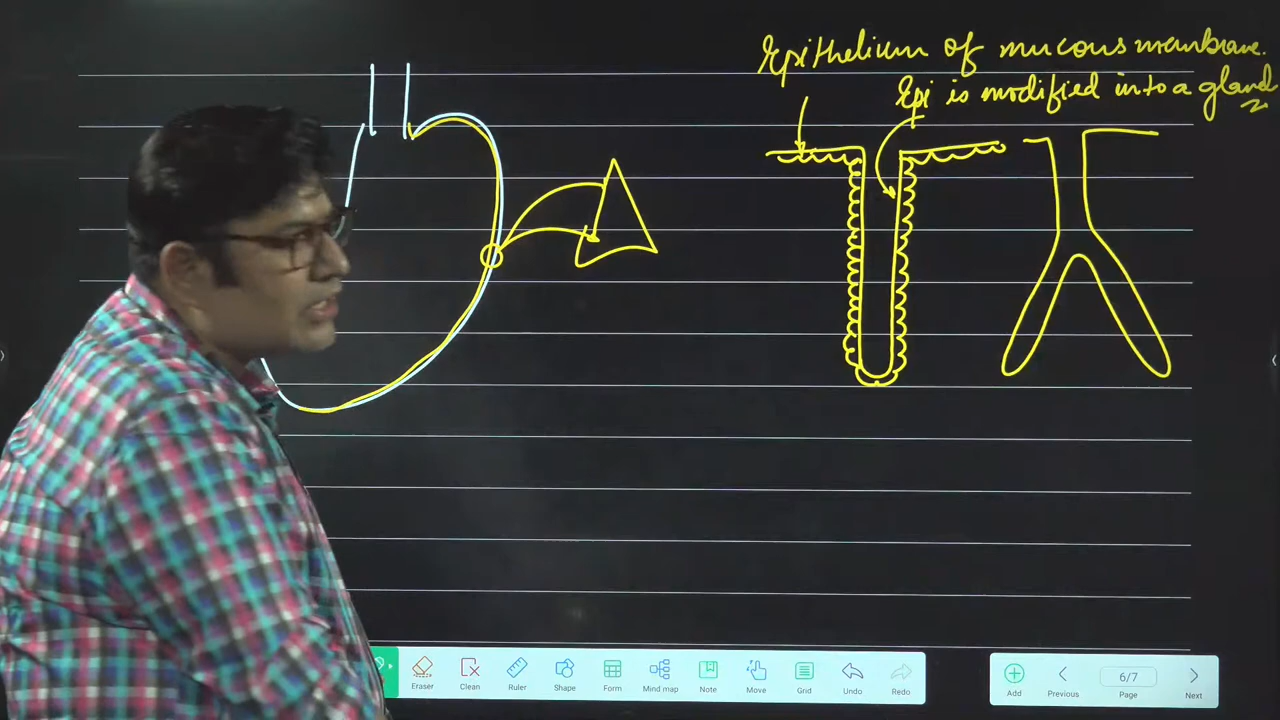 Epithelium of mucous manbrane.
Epi is modified into a gland
Eraser
Clean
Ruler
Shape
Form
Mind map
Note
Move
Grid
Undo
Redo
Add
Previous
6/7
Page
Next